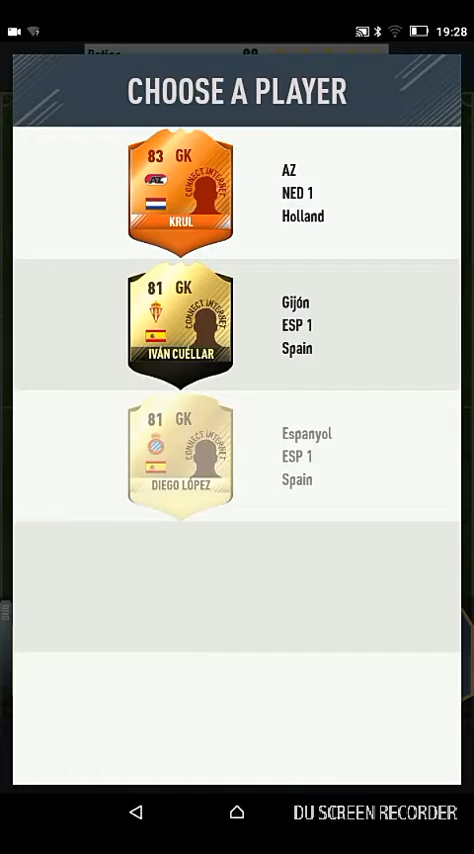 19:28
CHOOSE A PLAYER
83 GK
CONNECT INTERNET
KRUL
AZ
NED 1
Holland
81 GK
CONNECT INTERNET
IVÁN CUÉLLAR
Gijón
ESP 1
Spain
81 GK
CONNECT INTERNET
DIEGO LÓPEZ
Espanyol
ESP 1
Spain
SUB
DU SCREEN RECORDER